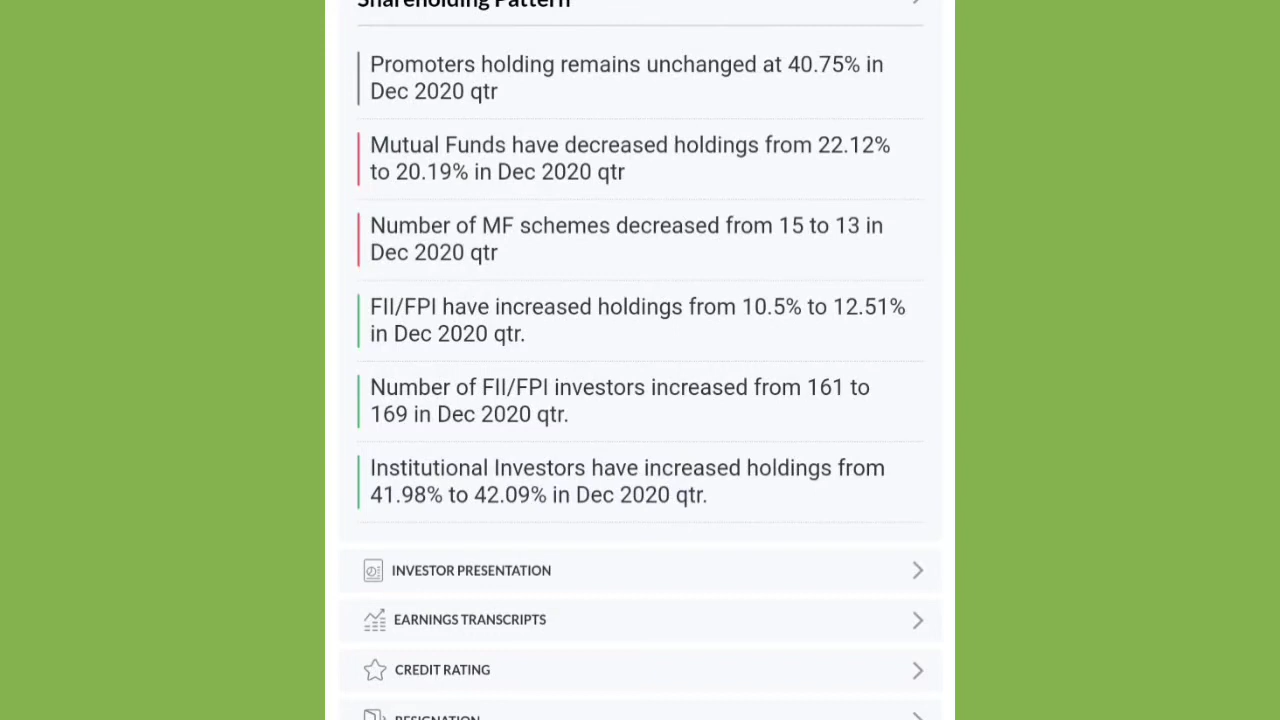 Shareholding Pattern
Promoters holding remains unchanged at 40.75% in
Dec 2020 qtr
Mutual Funds have decreased holdings from 22.12%
to 20.19% in Dec 2020 qtr
Number of MF schemes decreased from 15 to 13 in
Dec 2020 qtr
FII/FPI have increased holdings from 10.5% to 12.51%
in Dec 2020 qtr.
Number of FII/FPI investors increased from 161 to
169 in Dec 2020 qtr.
Institutional Investors have increased holdings from
41.98% to 42.09% in Dec 2020 qtr.
INVESTOR PRESENTATION
EARNINGS TRANSCRIPTS
CREDIT RATING
RESIGNATION